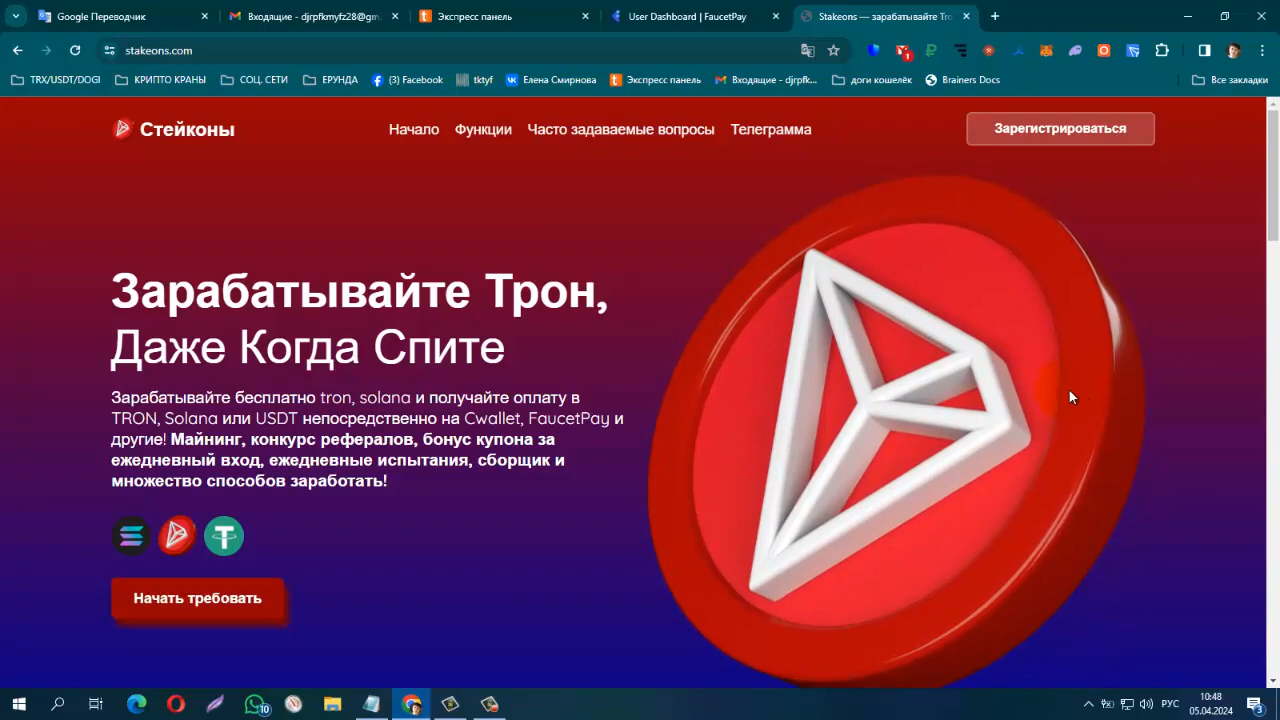 Google Переводчик
Входящие - djrpfkmyfz28@gm
Экспресс панель
User Dashboard | FaucetPay
Stakeons — зарабатывайте Tro
stakeons.com
TRX/USDT/DOGI
КРИПТО КРАНЫ
СОЦ. СЕТИ
ЕРУНДА
(3) Facebook
tktyf
Елена Смирнова
Экспресс панель
Входящие - djrpfk...
доги кошелёк
Brainers Docs
Все закладки
Стейконы
Начало
Функции
Часто задаваемые вопросы
Телеграмма
Зарегистрироваться
Зарабатывайте Трон,
Даже Когда Спите
Зарабатывайте бесплатно tron, solana и получайте оплату в
TRON, Solana или USDT непосредственно на Cwallet, FaucetPay и
другие! Майнинг, конкурс рефералов, бонус купона за
ежедневный вход, ежедневные испытания, сборщик и
множество способов заработать!
Начать требовать
10
РУС
10:48
05.04.2024
3